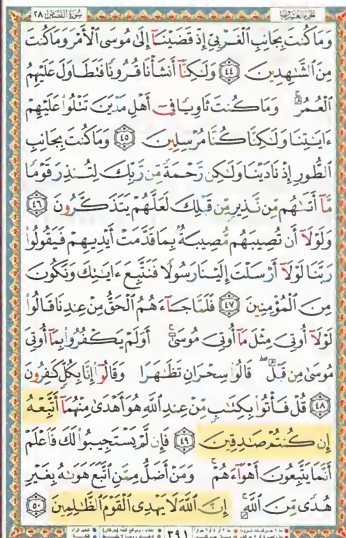 سورة القصص ٢٨
الجزء العشرون
وَمَا كُنتَ بِجَانِبِ ٱلْغَرْبِىِّ إِذْ قَضَيْنَآ إِلَىٰ مُوسَى ٱلْأَمْرَ وَمَا كُنتَ
مِنَ ٱلشَّٰهِدِينَ ٤٤ وَلَٰكِنَّآ أَنشَأْنَا قُرُونًا فَتَطَاوَلَ عَلَيْهِمُ
ٱلْعُمُرُ ۚ وَمَا كُنتَ ثَاوِيًا فِىٓ أَهْلِ مَدْيَنَ تَتْلُوا۟ عَلَيْهِمْ
ءَايَٰتِنَا وَلَٰكِنَّا كُنَّا مُرْسِلِينَ ٤٥ وَمَا كُنتَ بِجَانِبِ
ٱلطُّورِ إِذْ نَادَيْنَا وَلَٰكِن رَّحْمَةً مِّن رَّبِّكَ لِتُنذِرَ قَوْمًا
مَّآ أَتَىٰهُم مِّن نَّذِيرٍ مِّن قَبْلِكَ لَعَلَّهُمْ يَتَذَكَّرُونَ ٤٦
وَلَوْلَآ أَن تُصِيبَهُم مُّصِيبَةٌۢ بِمَا قَدَّمَتْ أَيْدِيهِمْ فَيَقُولُوا۟
رَبَّنَا لَوْلَآ أَرْسَلْتَ إِلَيْنَا رَسُولًا فَنَتَّبِعَ ءَايَٰتِكَ وَنَكُونَ
مِنَ ٱلْمُؤْمِنِينَ ٤٧ فَلَمَّا جَآءَهُمُ ٱلْحَقُّ مِنْ عِندِنَا قَالُوا۟
لَوْلَآ أُوتِىَ مِثْلَ مَآ أُوتِىَ مُوسَىٰٓ ۚ أَوَلَمْ يَكْفُرُوا۟ بِمَآ أُوتِىَ
مُوسَىٰ مِن قَبْلُ ۖ قَالُوا۟ سِحْرَانِ تَظَٰهَرَا وَقَالُوٓا۟ إِنَّا بِكُلٍّ كَٰفِرُونَ
٤٨ قُلْ فَأْتُوا۟ بِكِتَٰبٍ مِّنْ عِندِ ٱللَّهِ هُوَ أَهْدَىٰ مِنْهُمَآ أَتَّبِعْهُ
إِن كُنتُمْ صَٰدِقِينَ ٤٩ فَإِن لَّمْ يَسْتَجِيبُوا۟ لَكَ فَٱعْلَمْ
أَنَّمَا يَتَّبِعُونَ أَهْوَآءَهُمْ ۚ وَمَنْ أَضَلُّ مِمَّنِ ٱتَّبَعَ هَوَىٰهُ بِغَيْرِ
هُدًى مِّنَ ٱللَّهِ ۚ إِنَّ ٱللَّهَ لَا يَهْدِى ٱلْقَوْمَ ٱلظَّٰلِمِينَ ٥٠
٣٩١